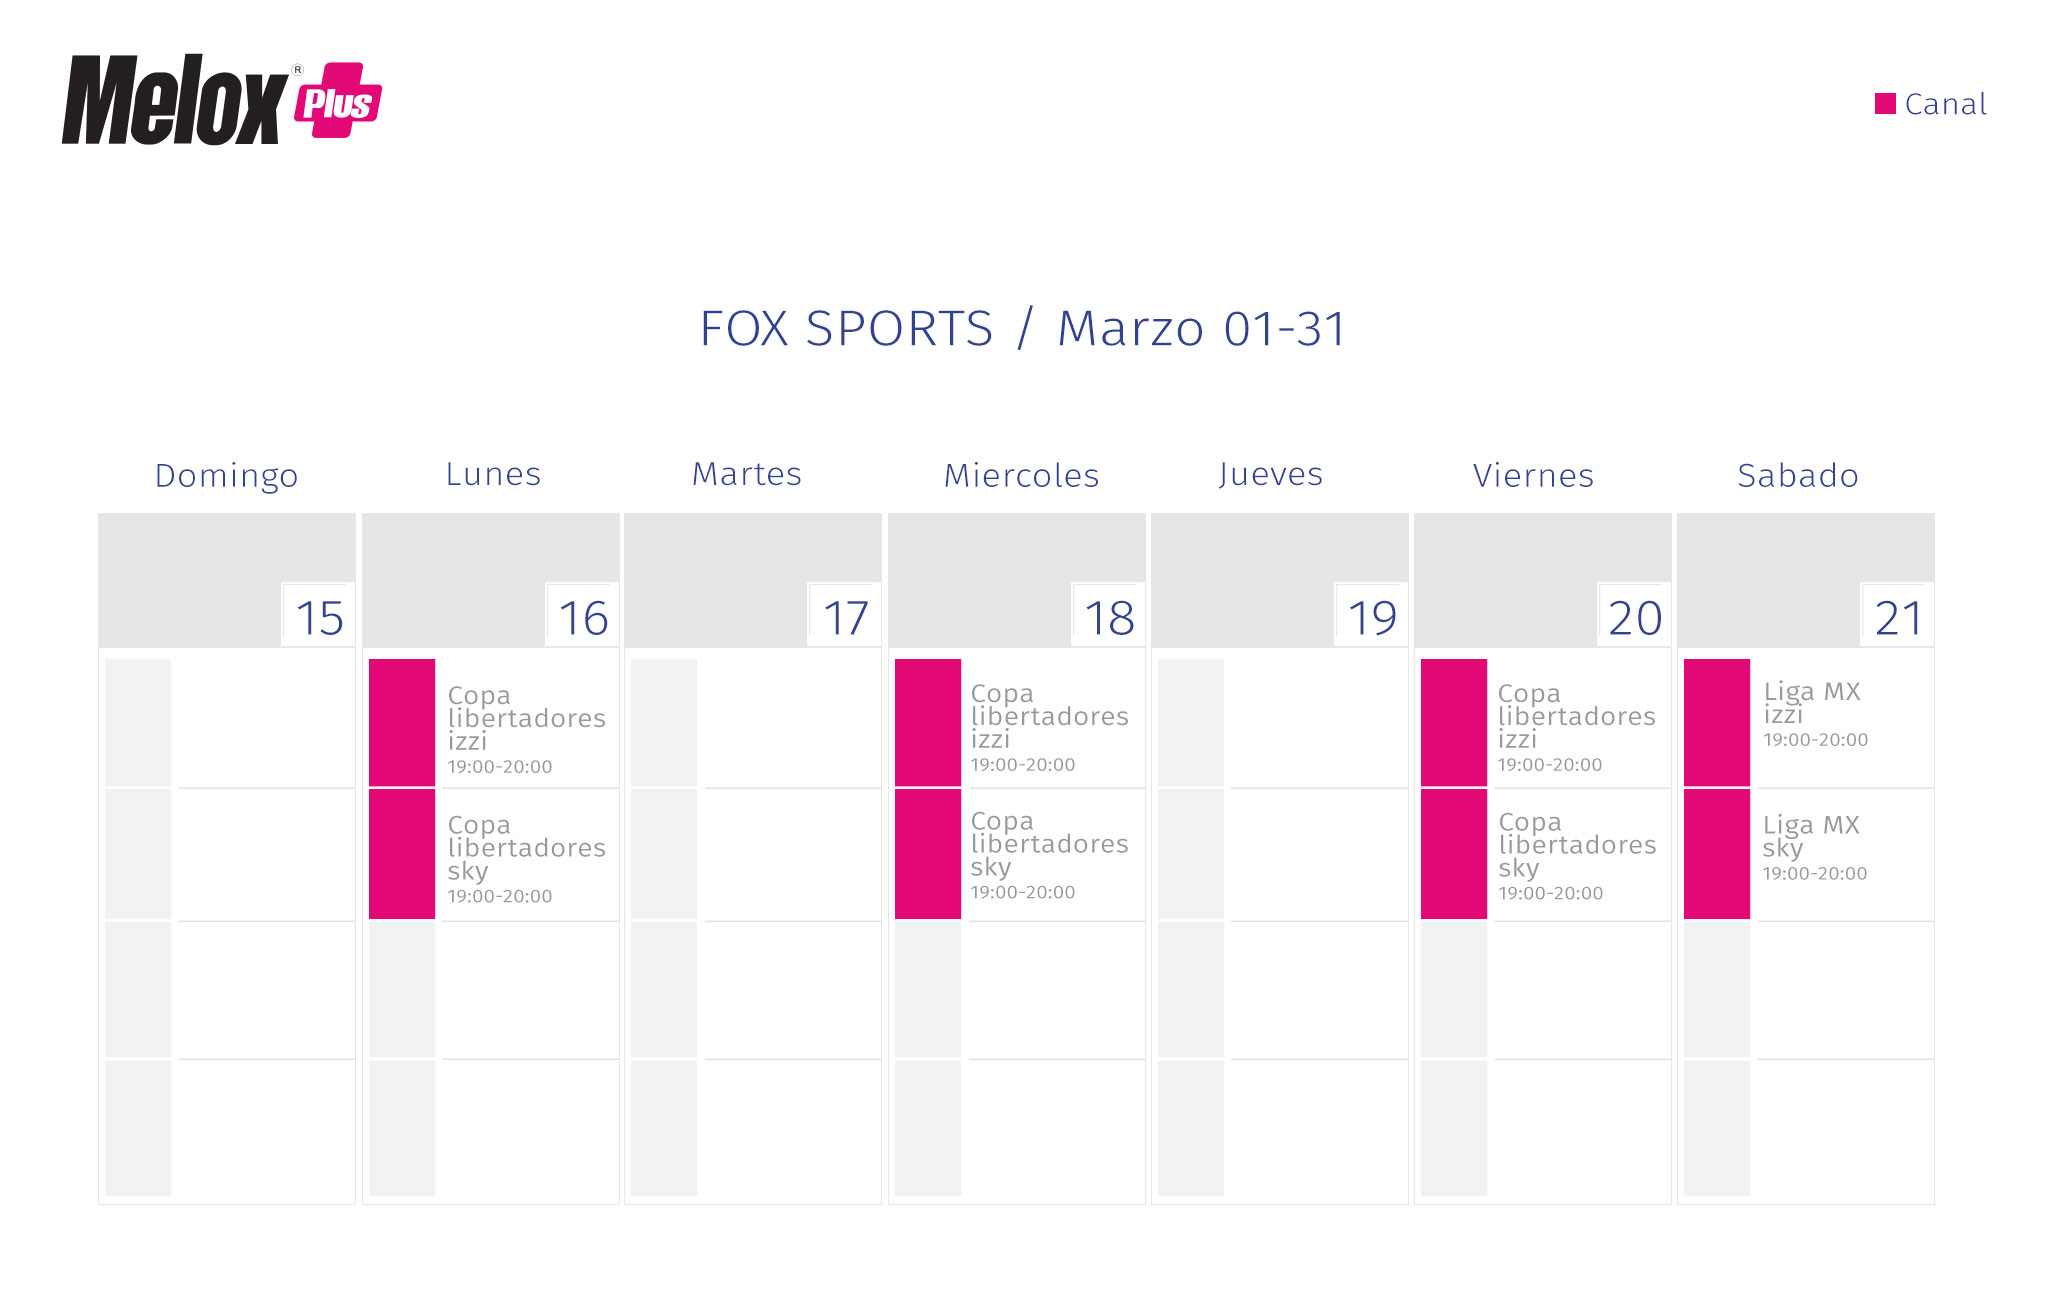 Melox® Plus
Canal
FOX SPORTS / Marzo 01-31
Domingo Lunes Martes Miercoles Jueves Viernes Sabado
15 16 17 18 19 20 21
Copa
libertadores
izzi
19:00-20:00
Copa
libertadores
sky
19:00-20:00
Copa
libertadores
izzi
19:00-20:00
Copa
libertadores
sky
19:00-20:00
Copa
libertadores
izzi
19:00-20:00
Copa
libertadores
sky
19:00-20:00
Liga MX
izzi
19:00-20:00
Liga MX
sky
19:00-20:00